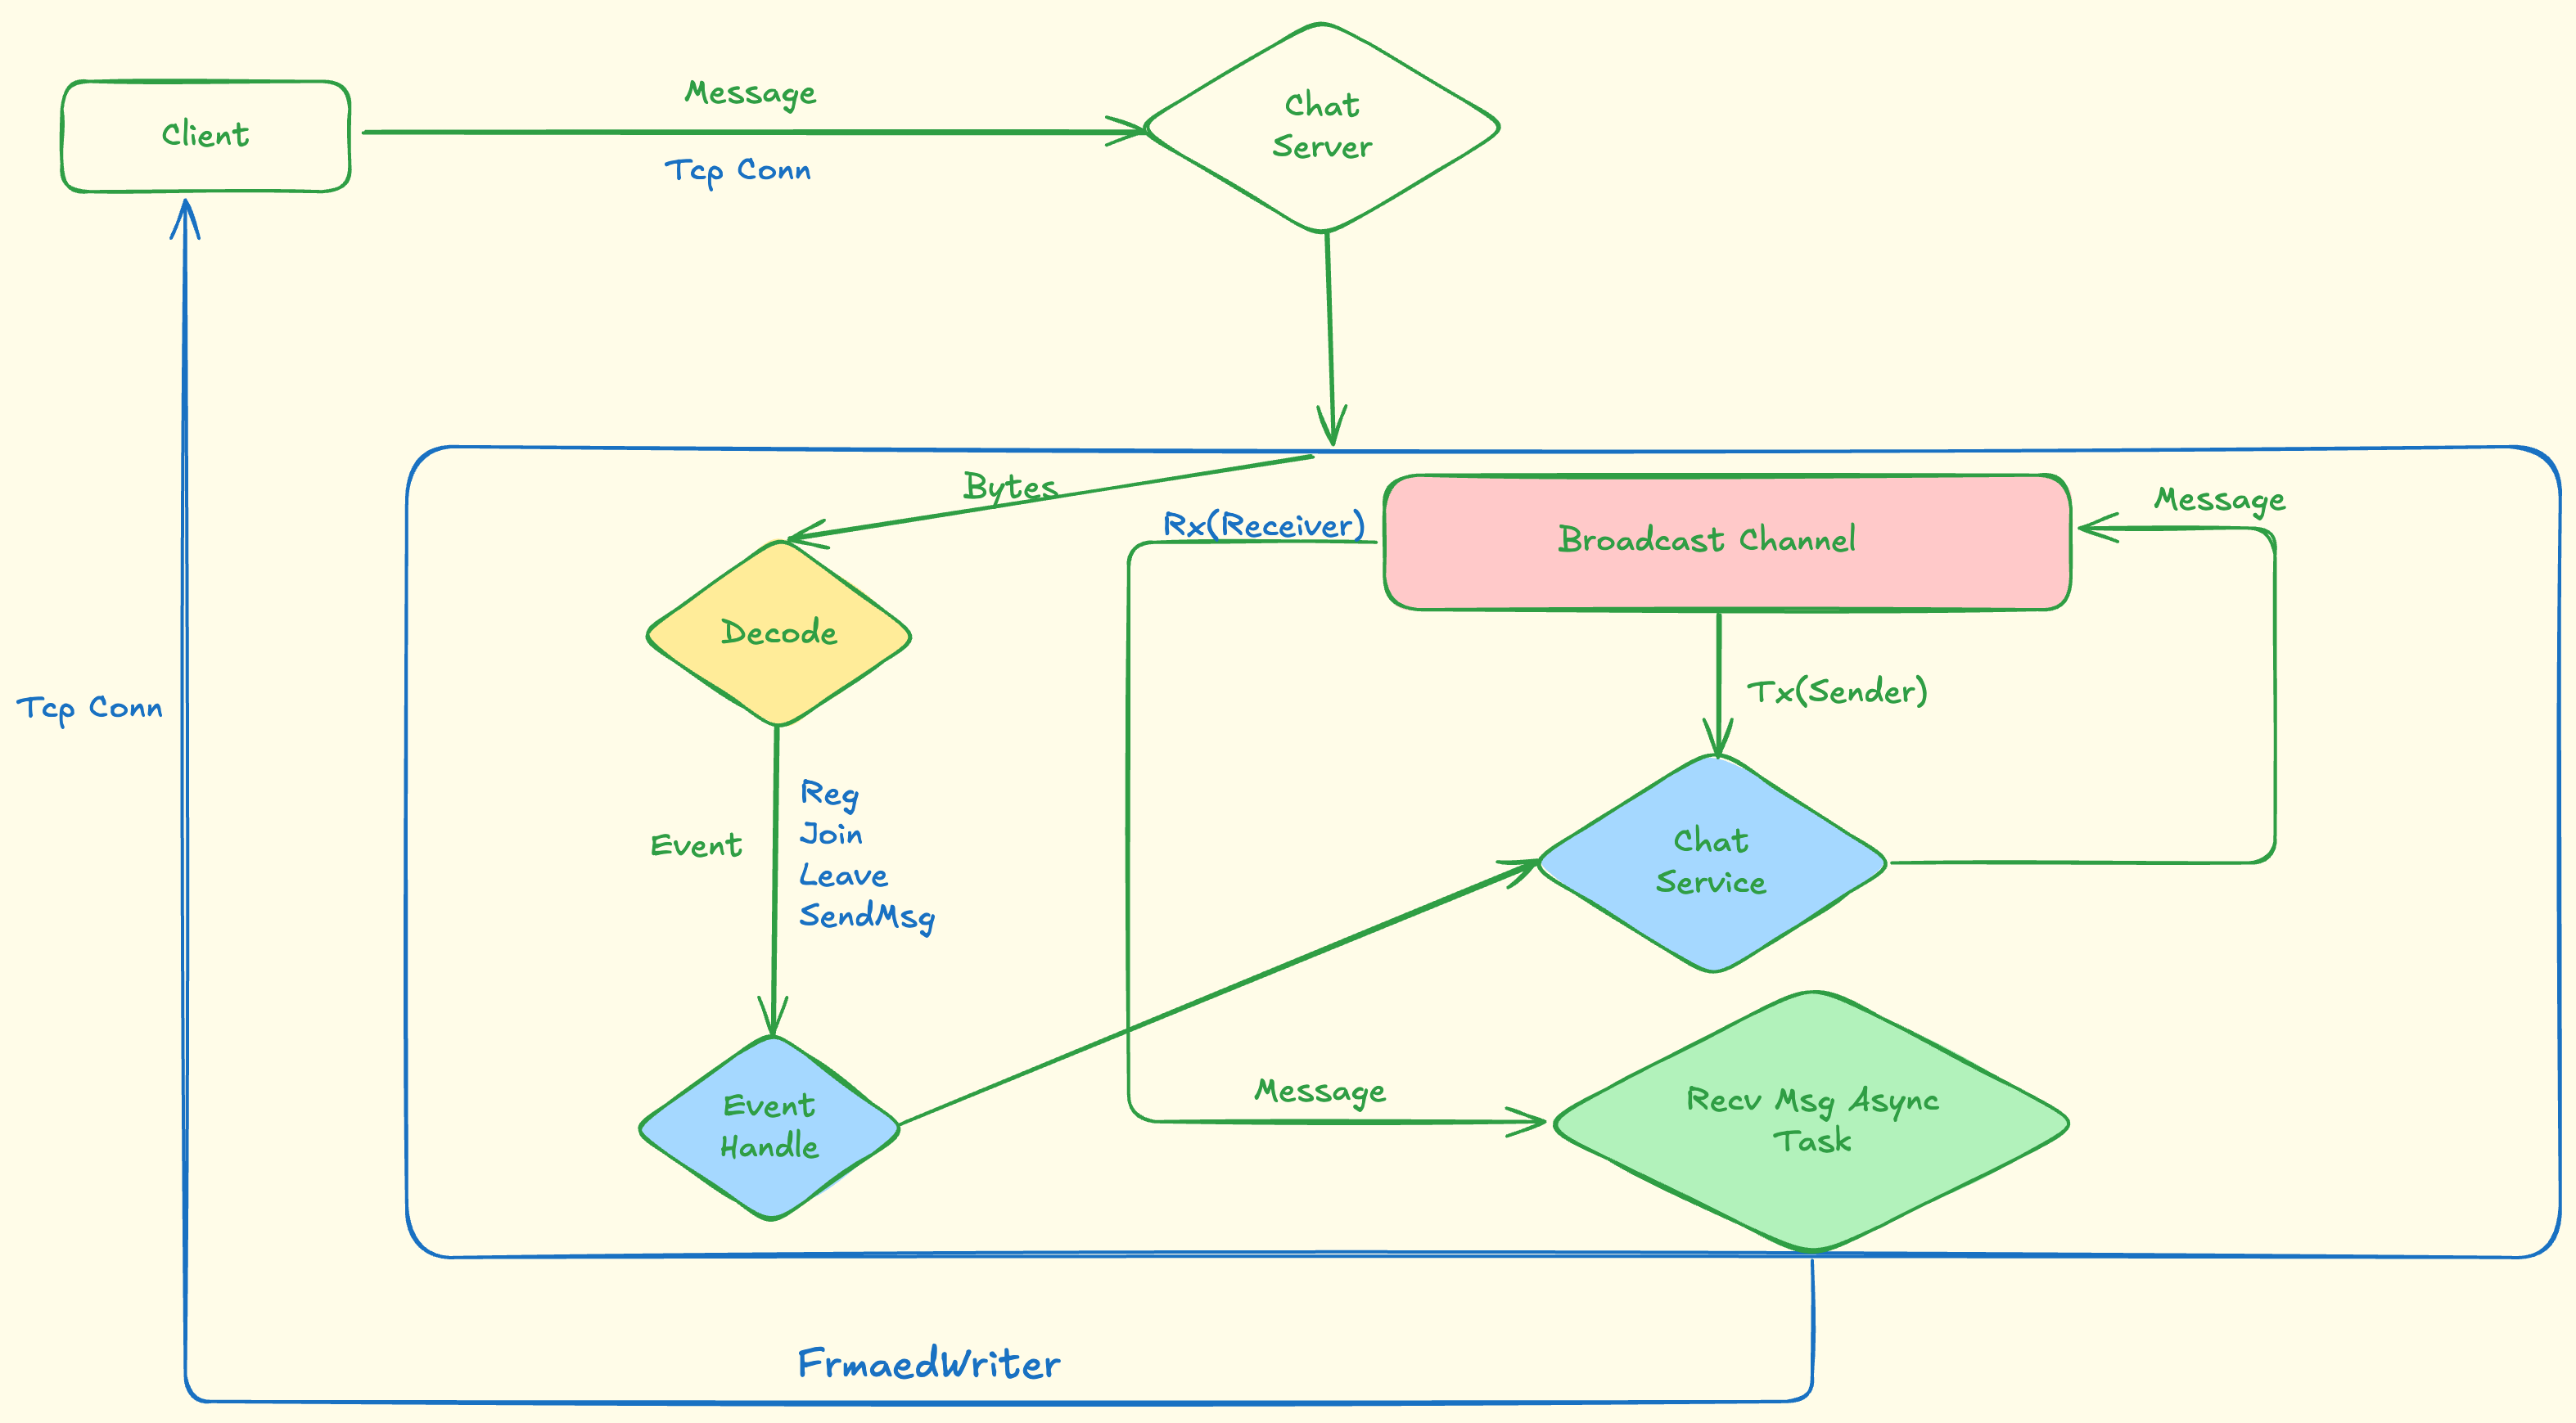 Client
Message
Tcp Conn
Chat
Server
Bytes
Rx(Receiver)
Broadcast Channel
Message
Decode
Tx(Sender)
Tcp Conn
Event
Reg
Join
Leave
SendMsg
Chat
Service
Event
Handle
Message
Recv Msg Async
Task
FrmaedWriter